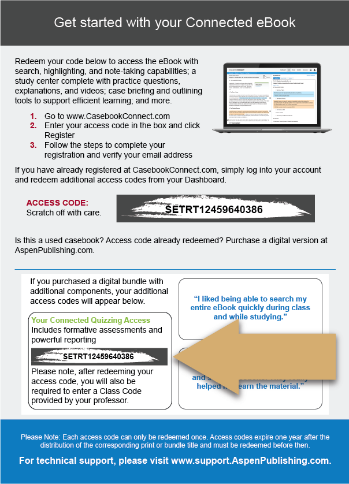 Get started with your Connected eBook
Redeem your code below to access the eBook with
search, highlighting, and note-taking capabilities; a
study center complete with practice questions,
explanations, and videos; case briefing and outlining
tools to support efficient learning; and more.
1. Go to www.CasebookConnect.com
2. Enter your access code in the box and click
Register
3. Follow the steps to complete your
registration and verify your email address
If you have already registered at CasebookConnect.com, simply log into your account
and redeem additional access codes from your Dashboard.
ACCESS CODE:
Scratch off with care.
SETRT12459640386
Is this a used casebook? Access code already redeemed? Purchase a digital version at
AspenPublishing.com.
If you purchased a digital bundle with
additional components, your additional
access codes will appear below.
Your Connected Quizzing Access
Includes formative assessments and
powerful reporting
SETRT12459640386
Please note, after redeeming your
access code, you will also be
required to enter a Class Code
provided by your professor.
“I liked being able to search my
entire eBook quickly during class
and while studying.”
and
helped learn the material.”
Please Note: Each access code can only be redeemed once. Access codes expire one year after the
distribution of the corresponding print or bundle title and must be redeemed before then.
For technical support, please visit www.support.AspenPublishing.com.